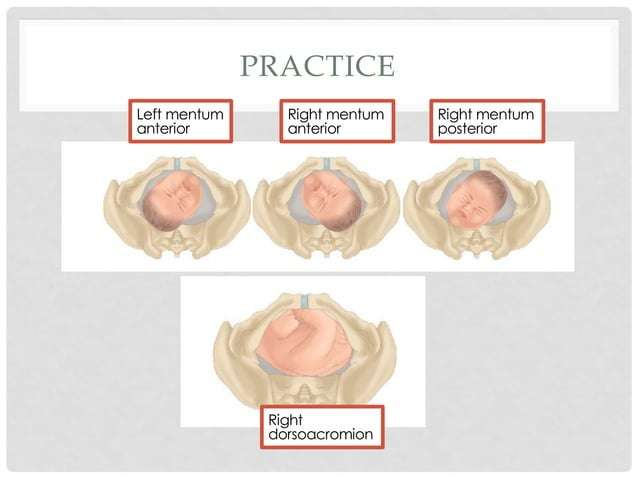 PRACTICE
Left mentum
anterior
Right mentum
anterior
Right mentum
posterior
Right
dorsoacromion